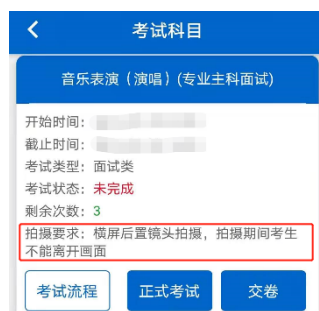 考试科目
音乐表演（演唱）(专业主科面试)
开始时间：
截止时间：
考试类型：面试类
考试状态：未完成
剩余次数：3
拍摄要求：横屏后置镜头拍摄，拍摄期间考生
不能离开画面
考试流程 正式考试 交卷